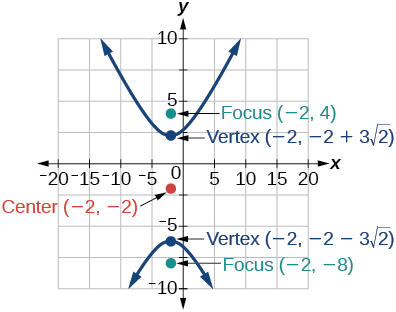 y
10
5
Focus (−2, 4)
Vertex (−2, −2 + 3√2)
x
−20 −15 −10 −5 0 5 10 15 20
Center (−2, −2)
−5
Vertex (−2, −2 − 3√2)
Focus (−2, −8)
−10